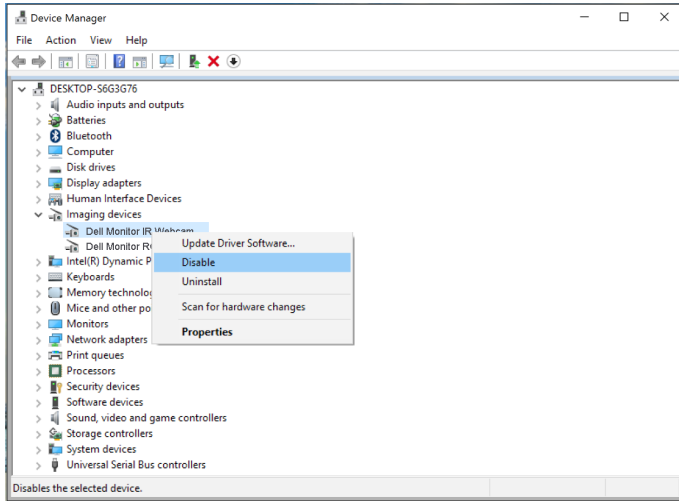 Device Manager
File Action View Help
DESKTOP-S6G3G76
Audio inputs and outputs
Batteries
Bluetooth
Computer
Disk drives
Display adapters
Human Interface Devices
Imaging devices
Dell Monitor IR Webcam
Dell Monitor
Update Driver Software...
Disable
Uninstall
Scan for hardware changes
Properties
Intel(R) Dynamic P
Keyboards
Memory technolog
Mice and other po
Monitors
Network adapters
Print queues
Processors
Security devices
Software devices
Sound, video and game controllers
Storage controllers
System devices
Universal Serial Bus controllers
Disables the selected device.